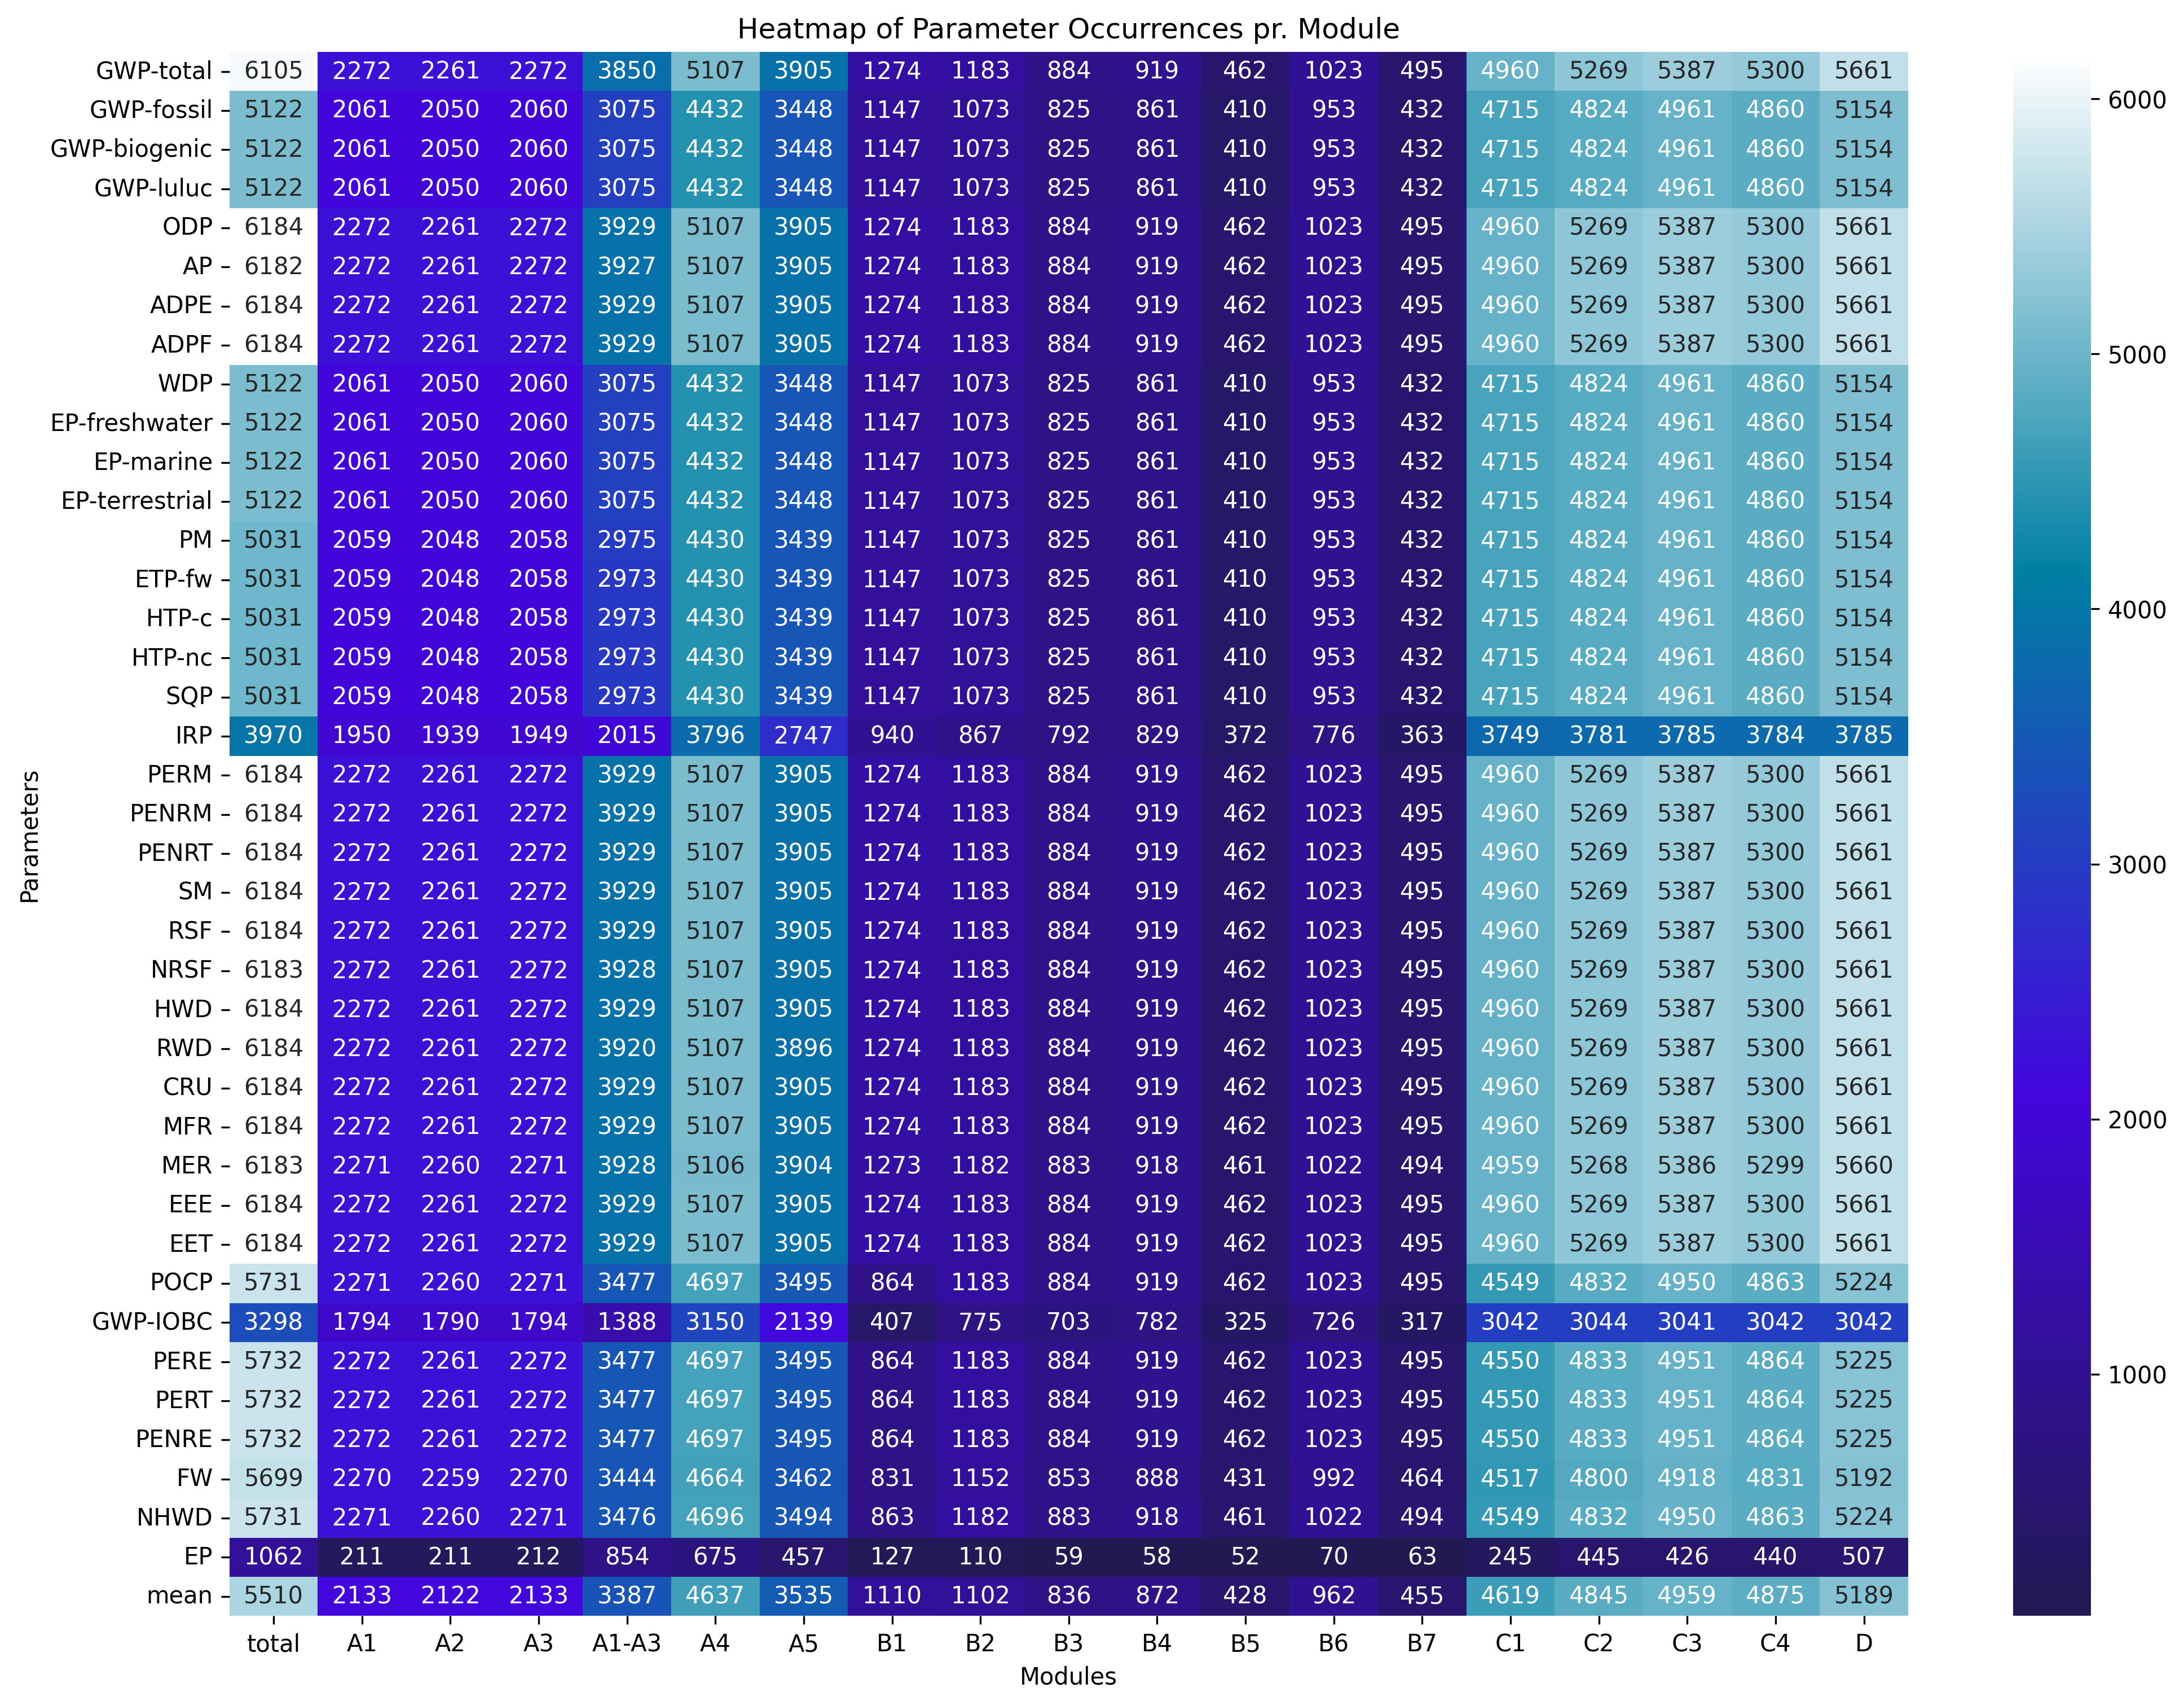 Heatmap of Parameter Occurrences pr. Module
GWP-total 6105 2272 2261 2272 3850 5107 3905 1274 1183 884 919 462 1023 495 4960 5269 5387 5300 5661
GWP-fossil 5122 2061 2050 2060 3075 4432 3448 1147 1073 825 861 410 953 432 4715 4824 4961 4860 5154
GWP-biogenic 5122 2061 2050 2060 3075 4432 3448 1147 1073 825 861 410 953 432 4715 4824 4961 4860 5154
GWP-luluc 5122 2061 2050 2060 3075 4432 3448 1147 1073 825 861 410 953 432 4715 4824 4961 4860 5154
ODP 6184 2272 2261 2272 3929 5107 3905 1274 1183 884 919 462 1023 495 4960 5269 5387 5300 5661
AP 6182 2272 2261 2272 3927 5107 3905 1274 1183 884 919 462 1023 495 4960 5269 5387 5300 5661
ADPE 6184 2272 2261 2272 3929 5107 3905 1274 1183 884 919 462 1023 495 4960 5269 5387 5300 5661
ADPF 6184 2272 2261 2272 3929 5107 3905 1274 1183 884 919 462 1023 495 4960 5269 5387 5300 5661
WDP 5122 2061 2050 2060 3075 4432 3448 1147 1073 825 861 410 953 432 4715 4824 4961 4860 5154
EP-freshwater 5122 2061 2050 2060 3075 4432 3448 1147 1073 825 861 410 953 432 4715 4824 4961 4860 5154
EP-marine 5122 2061 2050 2060 3075 4432 3448 1147 1073 825 861 410 953 432 4715 4824 4961 4860 5154
EP-terrestrial 5122 2061 2050 2060 3075 4432 3448 1147 1073 825 861 410 953 432 4715 4824 4961 4860 5154
PM 5031 2059 2048 2058 2975 4430 3439 1147 1073 825 861 410 953 432 4715 4824 4961 4860 5154
ETP-fw 5031 2059 2048 2058 2973 4430 3439 1147 1073 825 861 410 953 432 4715 4824 4961 4860 5154
HTP-c 5031 2059 2048 2058 2973 4430 3439 1147 1073 825 861 410 953 432 4715 4824 4961 4860 5154
HTP-nc 5031 2059 2048 2058 2973 4430 3439 1147 1073 825 861 410 953 432 4715 4824 4961 4860 5154
SQP 5031 2059 2048 2058 2973 4430 3439 1147 1073 825 861 410 953 432 4715 4824 4961 4860 5154
IRP 3970 1950 1939 1949 2015 3796 2747 940 867 792 829 372 776 363 3749 3781 3785 3784 3785
PERM 6184 2272 2261 2272 3929 5107 3905 1274 1183 884 919 462 1023 495 4960 5269 5387 5300 5661
PENRM 6184 2272 2261 2272 3929 5107 3905 1274 1183 884 919 462 1023 495 4960 5269 5387 5300 5661
PENRT 6184 2272 2261 2272 3929 5107 3905 1274 1183 884 919 462 1023 495 4960 5269 5387 5300 5661
SM 6184 2272 2261 2272 3929 5107 3905 1274 1183 884 919 462 1023 495 4960 5269 5387 5300 5661
RSF 6184 2272 2261 2272 3929 5107 3905 1274 1183 884 919 462 1023 495 4960 5269 5387 5300 5661
NRSF 6183 2272 2261 2272 3928 5107 3905 1274 1183 884 919 462 1023 495 4960 5269 5387 5300 5661
HWD 6184 2272 2261 2272 3929 5107 3905 1274 1183 884 919 462 1023 495 4960 5269 5387 5300 5661
RWD 6184 2272 2261 2272 3920 5107 3896 1274 1183 884 919 462 1023 495 4960 5269 5387 5300 5661
CRU 6184 2272 2261 2272 3929 5107 3905 1274 1183 884 919 462 1023 495 4960 5269 5387 5300 5661
MFR 6184 2272 2261 2272 3929 5107 3905 1274 1183 884 919 462 1023 495 4960 5269 5387 5300 5661
MER 6183 2271 2260 2271 3928 5106 3904 1273 1182 883 918 461 1022 494 4959 5268 5386 5299 5660
EEE 6184 2272 2261 2272 3929 5107 3905 1274 1183 884 919 462 1023 495 4960 5269 5387 5300 5661
EET 6184 2272 2261 2272 3929 5107 3905 1274 1183 884 919 462 1023 495 4960 5269 5387 5300 5661
POCP 5731 2271 2260 2271 3477 4697 3495 864 1183 884 919 462 1023 495 4549 4832 4950 4863 5224
GWP-IOBC 3298 1794 1790 1794 1388 3150 2139 407 775 703 782 325 726 317 3042 3044 3041 3042 3042
PERE 5732 2272 2261 2272 3477 4697 3495 864 1183 884 919 462 1023 495 4550 4833 4951 4864 5225
PERT 5732 2272 2261 2272 3477 4697 3495 864 1183 884 919 462 1023 495 4550 4833 4951 4864 5225
PENRE 5732 2272 2261 2272 3477 4697 3495 864 1183 884 919 462 1023 495 4550 4833 4951 4864 5225
FW 5699 2270 2259 2270 3444 4664 3462 831 1152 853 888 431 992 464 4517 4800 4918 4831 5192
NHWD 5731 2271 2260 2271 3476 4696 3494 863 1182 883 918 461 1022 494 4549 4832 4950 4863 5224
EP 1062 211 211 212 854 675 457 127 110 59 58 52 70 63 245 445 426 440 507
mean 5510 2133 2122 2133 3387 4637 3535 1110 1102 836 872 428 962 455 4619 4845 4959 4875 5189
total A1 A2 A3 A1-A3 A4 A5 B1 B2 B3 B4 B5 B6 B7 C1 C2 C3 C4 D
Modules
Parameters
6000
5000
4000
3000
2000
1000